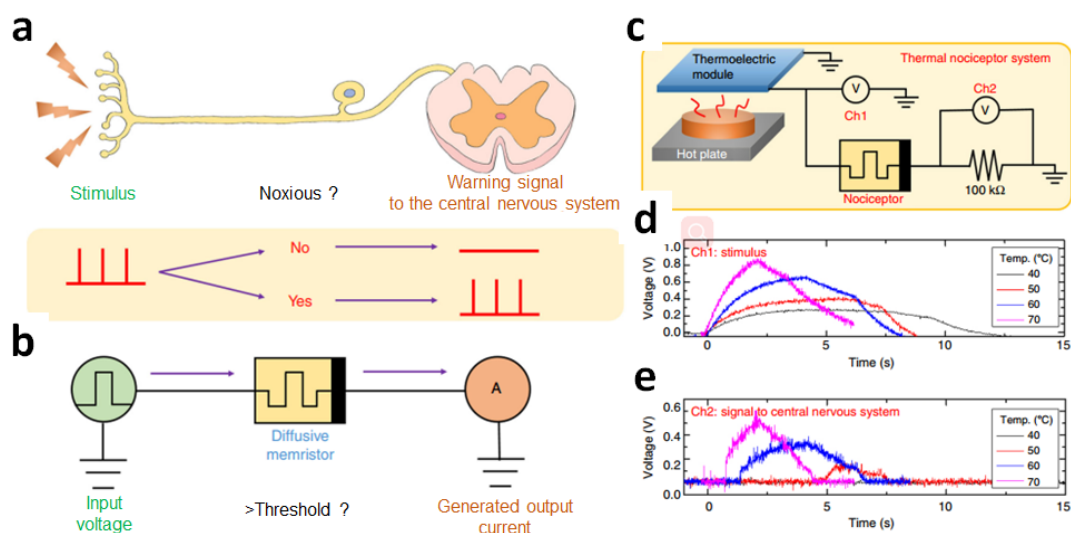 a
Stimulus
Noxious ?
Warning signal
to the central nervous system
No
Yes
b
A
Diffusive
memristor
Input
voltage
>Threshold ?
Generated output
current
c
Thermoelectric
module
Thermal nociceptor system
V
Ch1
Ch2
V
Hot plate
Nociceptor
100 kΩ
d
Ch1: stimulus
Voltage (V)
1.0
0.8
0.6
0.4
0.2
0.0
0
5
10
15
Time (s)
Temp. (°C)
40
50
60
70
e
Ch2: signal to central nervous system
Voltage (V)
0.6
0.4
0.2
0.0
0
5
10
15
Time (s)
Temp. (°C)
40
50
60
70